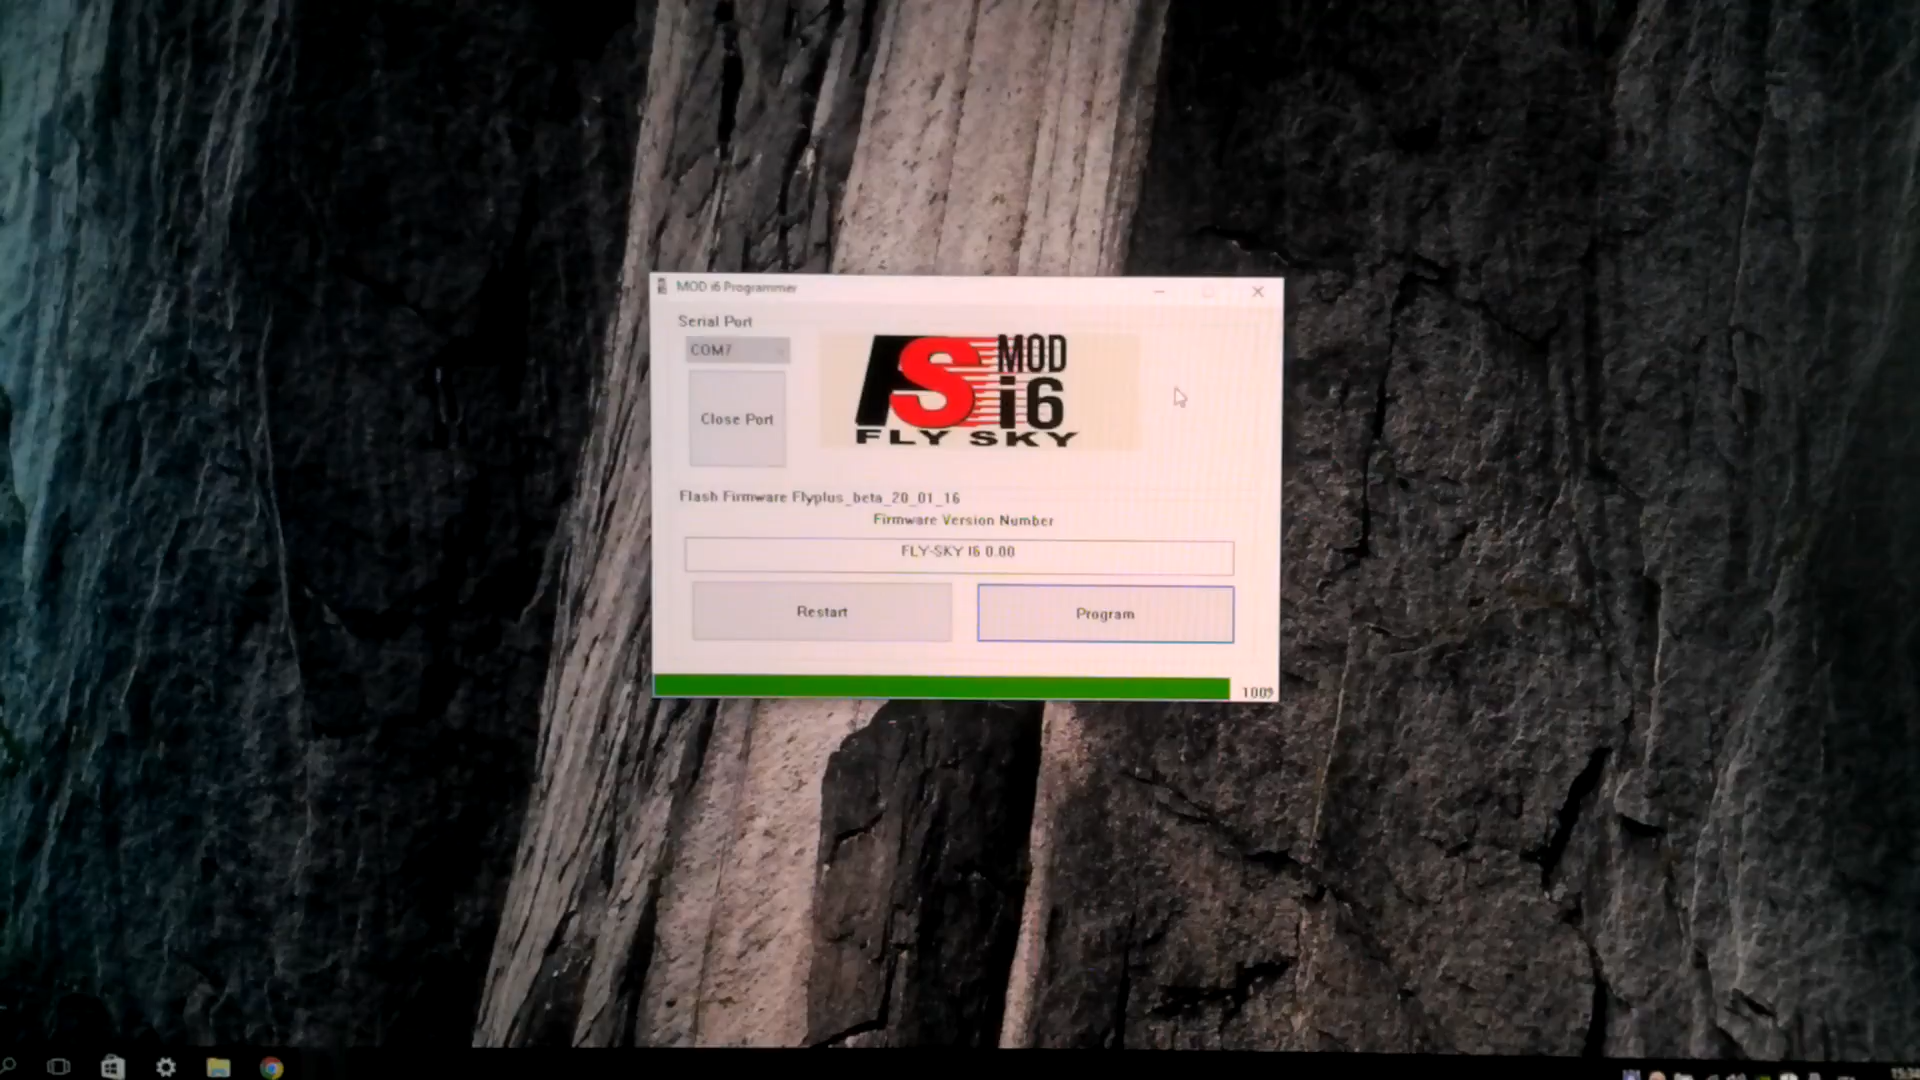 MOD i6 Programmer
Serial Port
COM7
Close Port
FS MOD
i6
FLY SKY
Flash Firmware Flyplus_beta_20_01_16
Firmware Version Number
FLY-SKY I6 0.00
Restart
Program